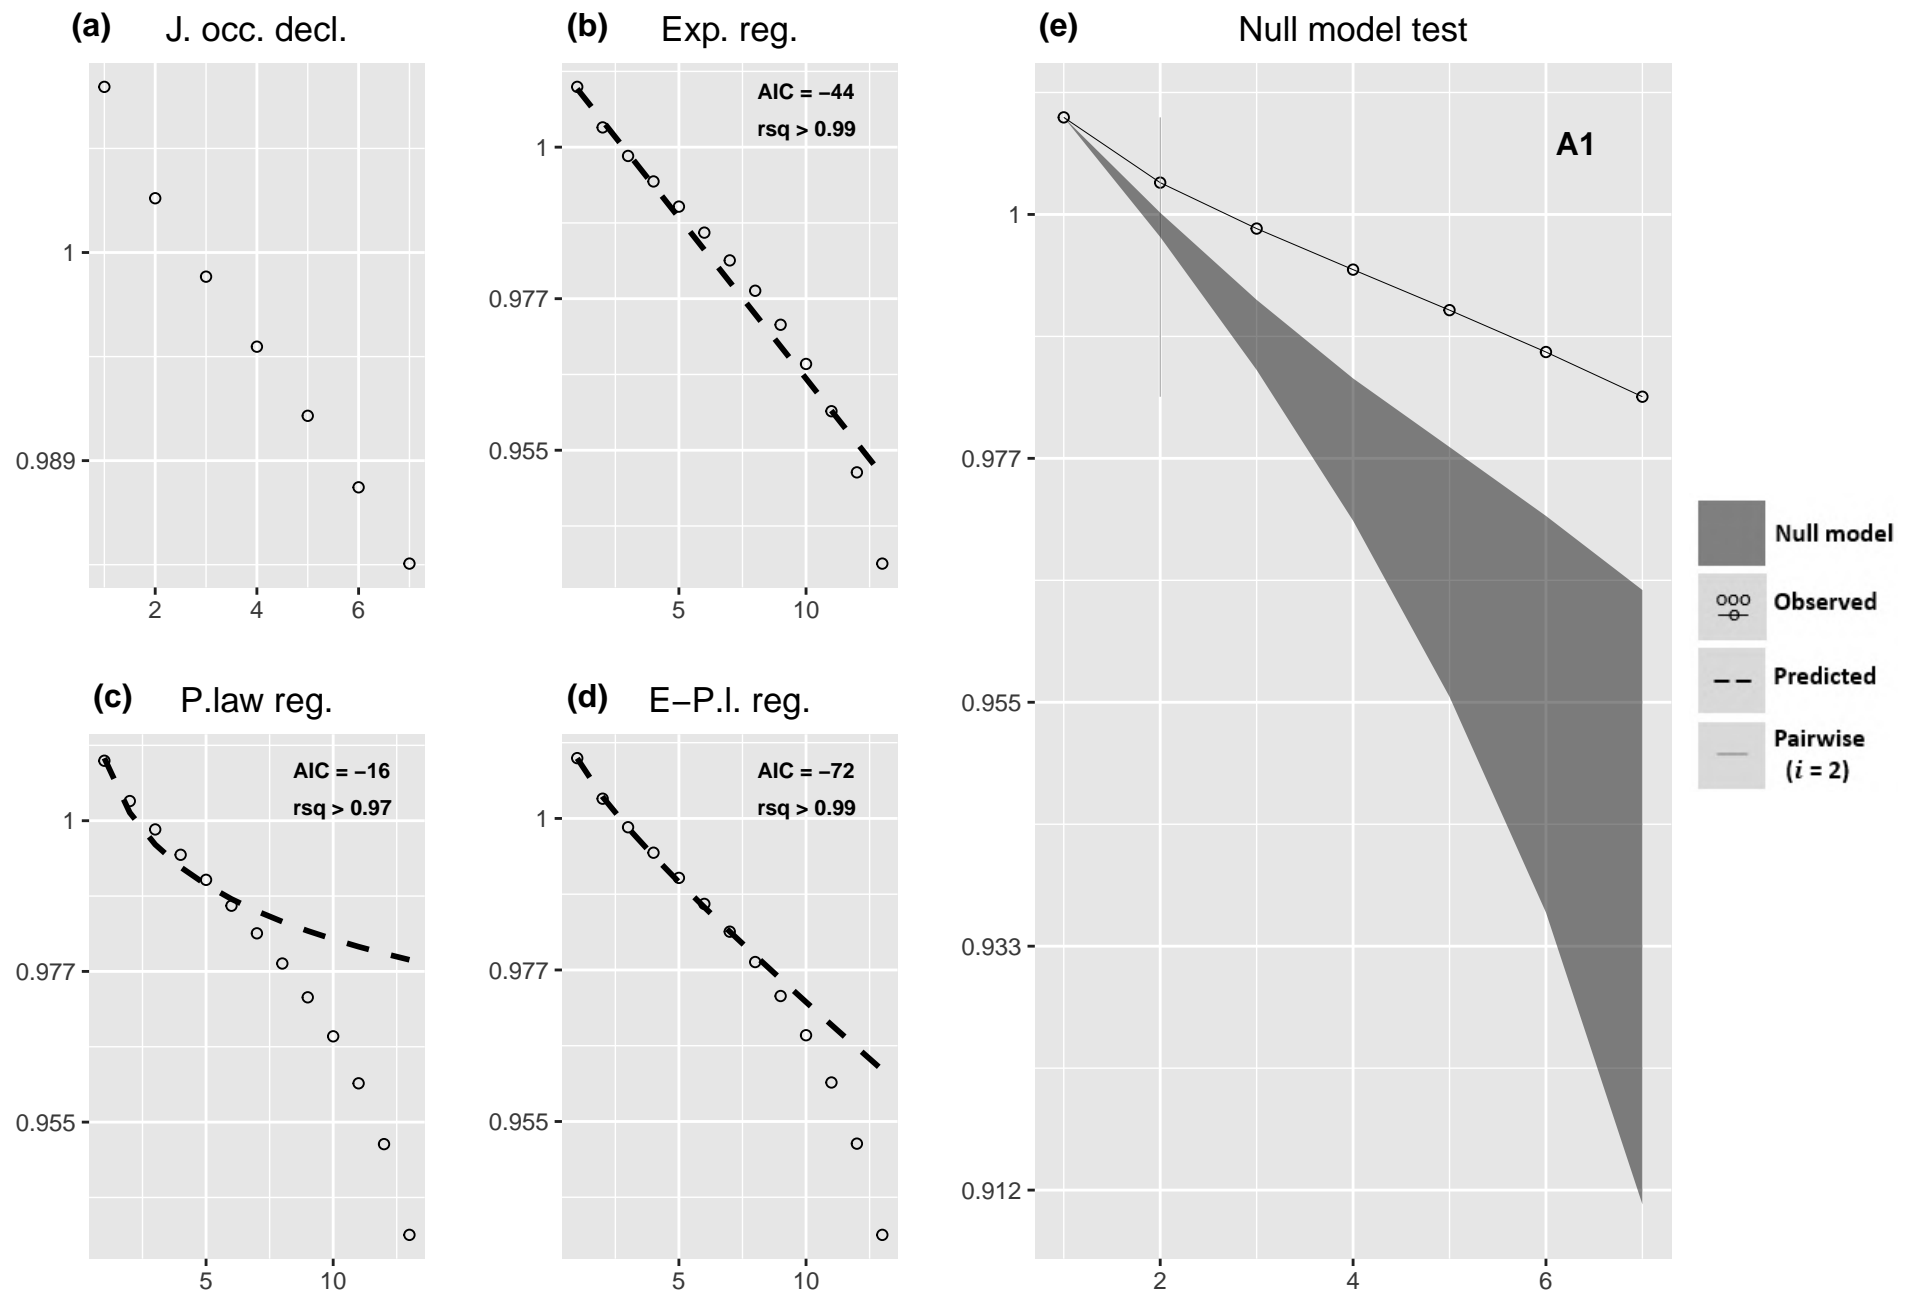 (a) J. occ. decl.
1
0.989
2 4 6
(b) Exp. reg.
AIC = −44
rsq > 0.99
1
0.977
0.955
5 10
(c) P.law reg.
AIC = −16
rsq > 0.97
1
0.977
0.955
5 10
(d) E−P.l. reg.
AIC = −72
rsq > 0.99
1
0.977
0.955
5 10
(e) Null model test
A1
1
0.977
0.955
0.933
0.912
2 4 6
Null model
Observed
Predicted
Pairwise
(i = 2)